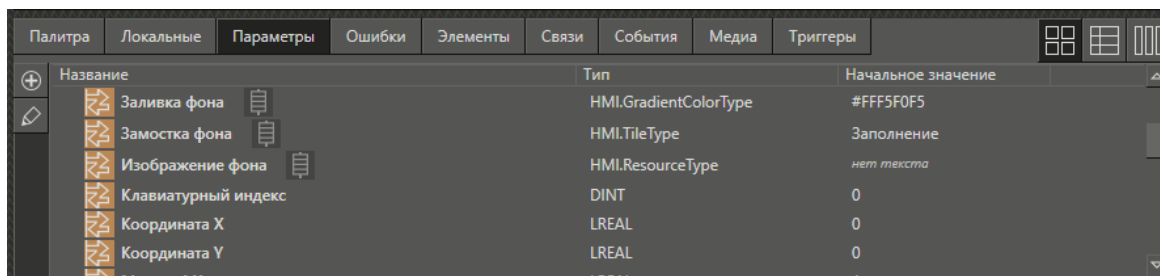 Палитра Локальные Параметры Ошибки Элементы Связи События Медиа Триггеры
Название Тип Начальное значение
Заливка фона HMI.GradientColorType #FFF5F0F5
Замостка фона HMI.TileType Заполнение
Изображение фона HMI.ResourceType нет текста
Клавиатурный индекс DINT 0
Координата X LREAL 0
Координата Y LREAL 0